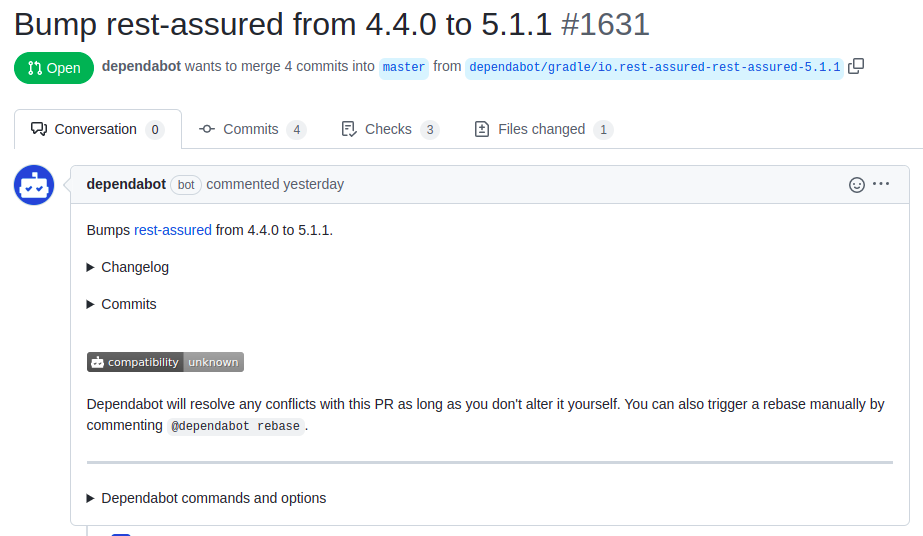 Bump rest-assured from 4.4.0 to 5.1.1 #1631
Open dependabot wants to merge 4 commits into master from dependabot/gradle/io.rest-assured-rest-assured-5.1.1
Conversation 0 Commits 4 Checks 3 Files changed 1
dependabot bot commented yesterday
Bumps rest-assured from 4.4.0 to 5.1.1.
Changelog
Commits
compatibility unknown
Dependabot will resolve any conflicts with this PR as long as you don't alter it yourself. You can also trigger a rebase manually by
commenting @dependabot rebase.
Dependabot commands and options